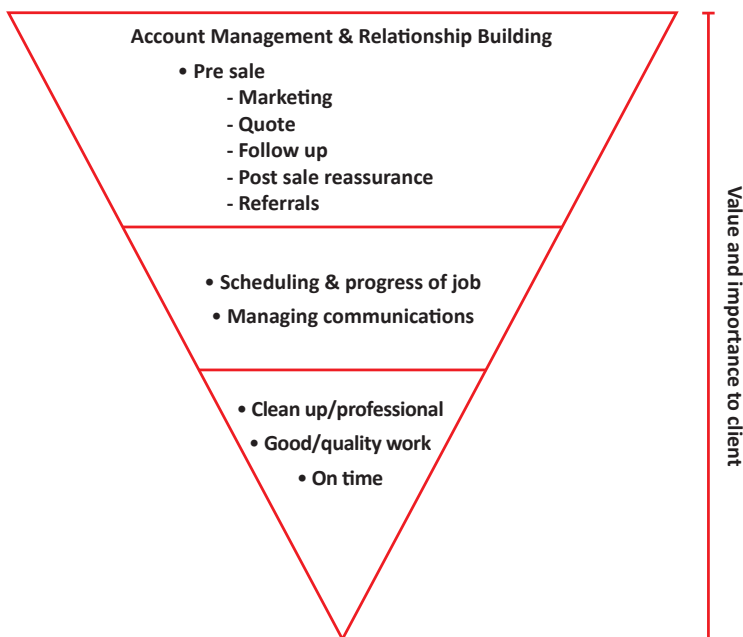 Account Management & Relationship Building
• Pre sale
- Marketing
- Quote
- Follow up
- Post sale reassurance
- Referrals
• Scheduling & progress of job
• Managing communications
• Clean up/professional
• Good/quality work
• On time
Value and importance to client